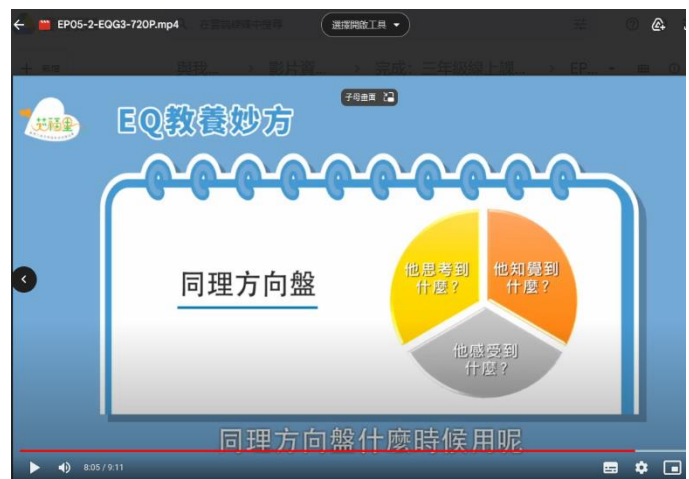 EP05-2-EQG3-720P.mp4
選擇開啟工具
子母畫面
EQ教養妙方
同理方向盤
他思考到
什麼？
他知覺到
什麼？
他感受到
什麼？
同理方向盤什麼時候用呢
8:05 / 9:11